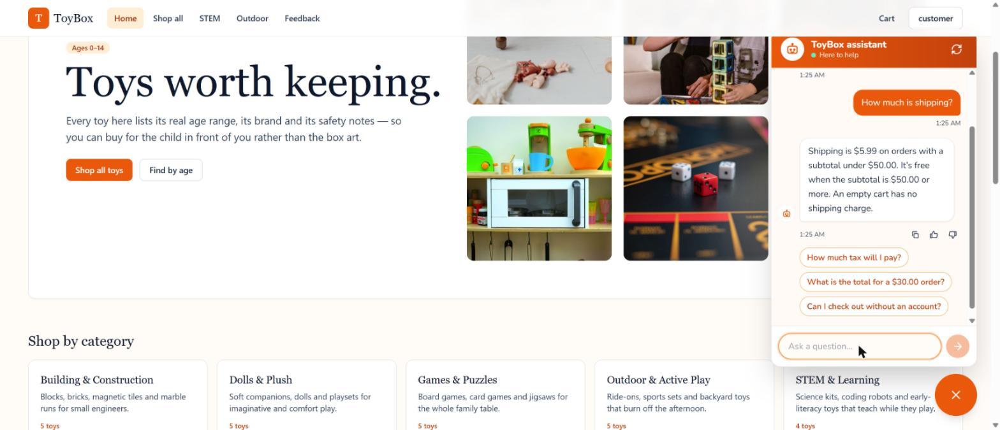 T ToyBox Home Shop all STEM Outdoor Feedback Cart customer
Ages 0–14
Toys worth keeping.
Every toy here lists its real age range, its brand and its safety notes — so
you can buy for the child in front of you rather than the box art.
Shop all toys Find by age
ToyBox assistant
Here to help
1:25 AM
How much is shipping?
1:25 AM
Shipping is $5.99 on orders with a
subtotal under $50.00. It's free
when the subtotal is $50.00 or
more. An empty cart has no
shipping charge.
1:25 AM
How much tax will I pay?
What is the total for a $30.00 order?
Can I check out without an account?
Ask a question...
Shop by category
Building & Construction
Blocks, bricks, magnetic tiles and marble
runs for small engineers.
5 toys
Dolls & Plush
Soft companions, dolls and playsets for
imaginative and comfort play.
5 toys
Games & Puzzles
Board games, card games and jigsaws for
the whole family table.
5 toys
Outdoor & Active Play
Ride-ons, sports sets and backyard toys
that burn off the afternoon.
5 toys
STEM & Learning
Science kits, coding robots and early-
literacy toys that teach while they play.
4 toys